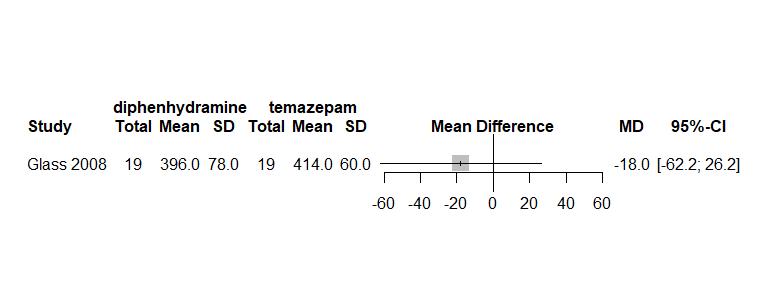 diphenhydramine temazepam
Study Total Mean SD Total Mean SD Mean Difference MD 95%-CI
Glass 2008 19 396.0 78.0 19 414.0 60.0 -18.0 [-62.2; 26.2]
-60 -40 -20 0 20 40 60